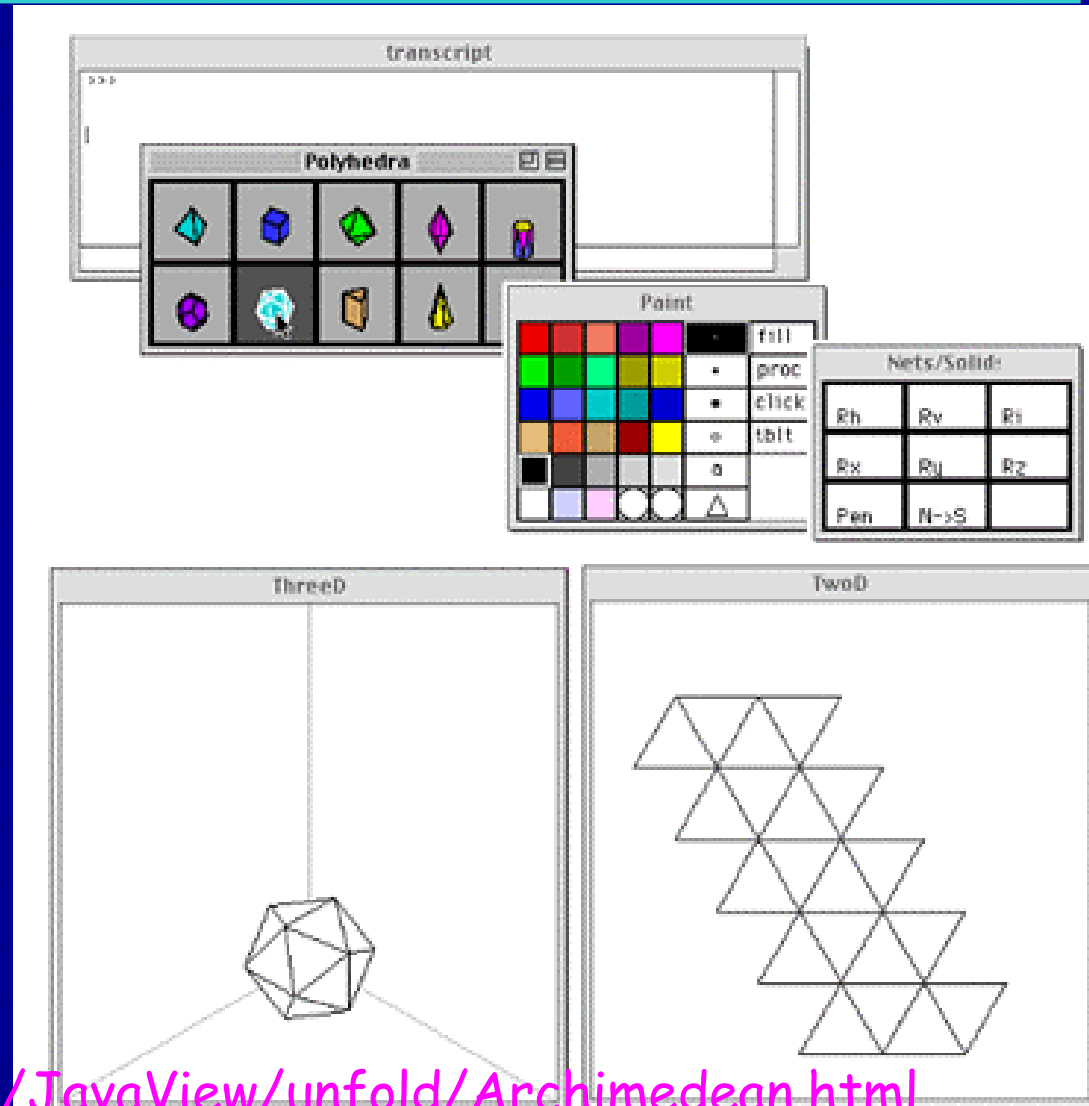 transcript
>>>
Polyhedra
Paint
fill
proc
click
tblt
Nets/Solid:
Rh Rv Ri
Rx Ry Rz
Pen N->S
ThreeD
TwoD
/JavaView/unfold/Archimedean.html